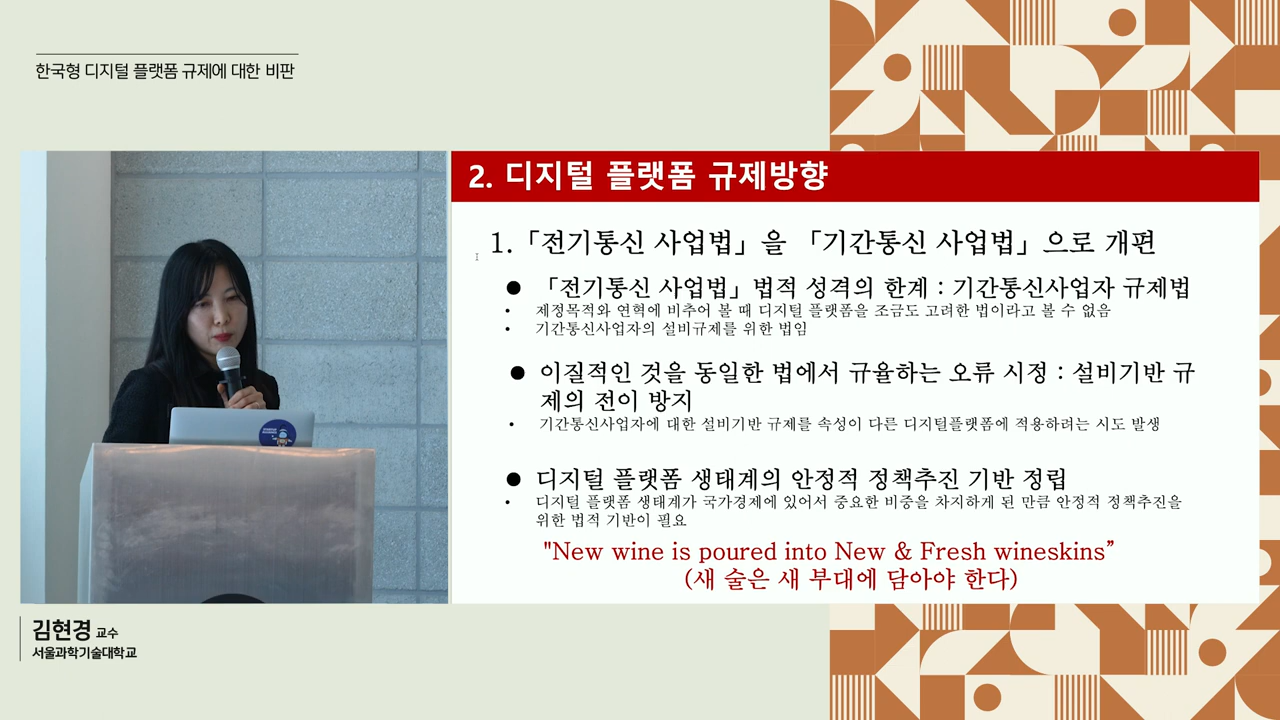 한국형 디지털 플랫폼 규제에 대한 비판
2. 디지털 플랫폼 규제방향
1.「전기통신 사업법」을 「기간통신 사업법」으로 개편
● 「전기통신 사업법」법적 성격의 한계 : 기간통신사업자 규제법
• 제정목적와 연혁에 비추어 볼 때 디지털 플랫폼을 조금도 고려한 법이라고 볼 수 없음
• 기간통신사업자의 설비규제를 위한 법임
● 이질적인 것을 동일한 법에서 규율하는 오류 시정 : 설비기반 규
제의 전이 방지
• 기간통신사업자에 대한 설비기반 규제를 속성이 다른 디지털플랫폼에 적용하려는 시도 발생
● 디지털 플랫폼 생태계의 안정적 정책추진 기반 정립
• 디지털 플랫폼 생태계가 국가경제에 있어서 중요한 비중을 차지하게 된 만큼 안정적 정책추진을
위한 법적 기반이 필요
"New wine is poured into New & Fresh wineskins”
(새 술은 새 부대에 담아야 한다)
김현경 교수
서울과학기술대학교